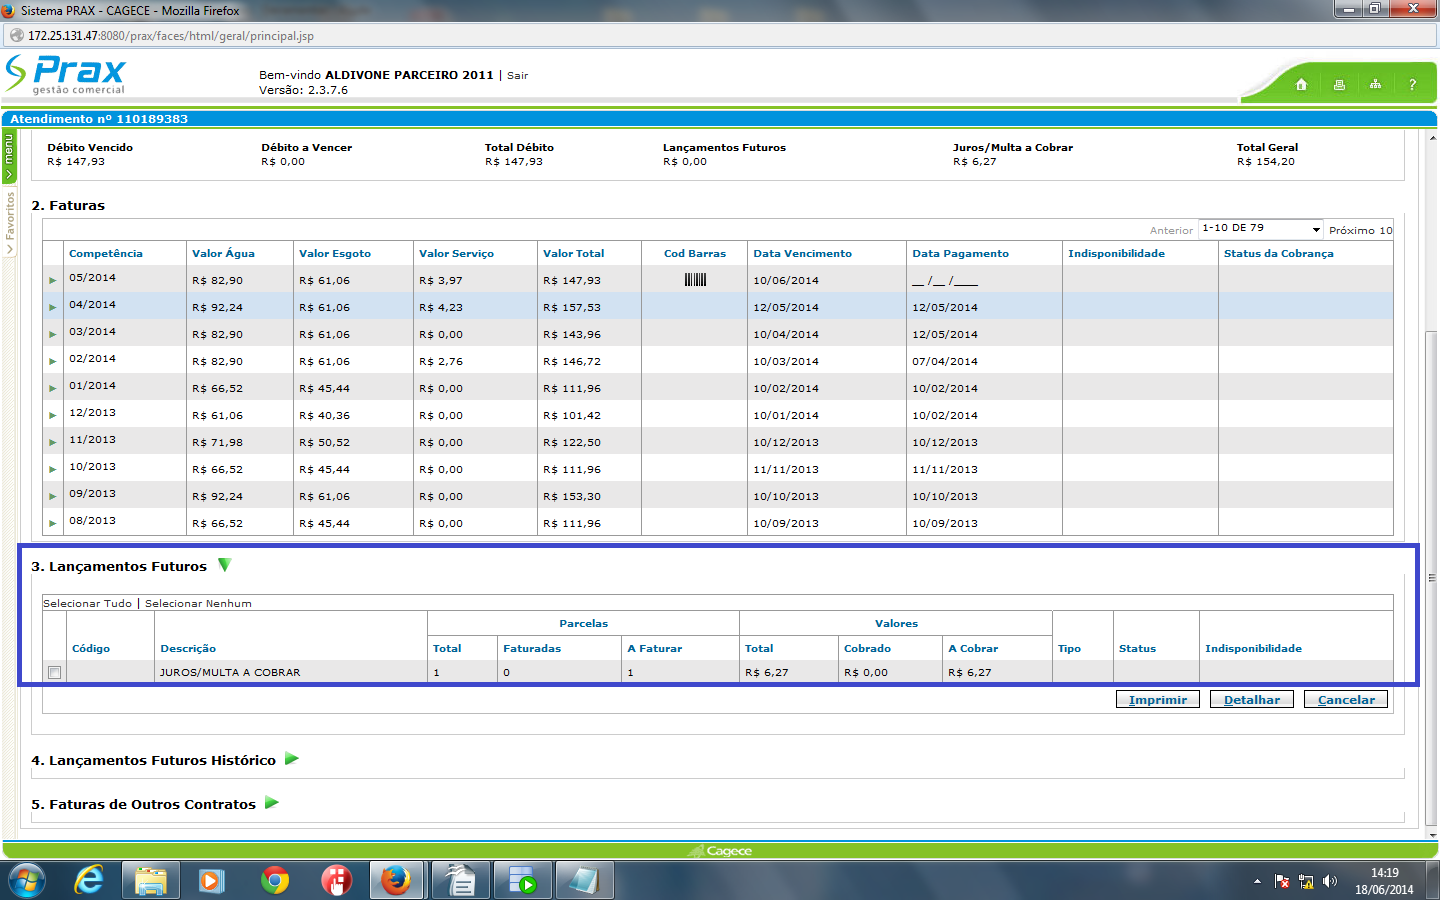 Sistema PRAX - CAGECE - Mozilla Firefox
172.25.131.47:8080/prax/faces/html/geral/principal.jsp
Prax
gestão comercial
Bem-vindo ALDIVONE PARCEIRO 2011 | Sair
Versão: 2.3.7.6
?
Atendimento nº 110189383
menu
Favoritos
Débito Vencido Débito a Vencer Total Débito Lançamentos Futuros Juros/Multa a Cobrar Total Geral
R$ 147,93 R$ 0,00 R$ 147,93 R$ 0,00 R$ 6,27 R$ 154,20
2. Faturas
Anterior 1-10 DE 79 Próximo 10
Competência Valor Água Valor Esgoto Valor Serviço Valor Total Cod Barras Data Vencimento Data Pagamento Indisponibilidade Status da Cobrança
05/2014 R$ 82,90 R$ 61,06 R$ 3,97 R$ 147,93 10/06/2014 __ /__ /____
04/2014 R$ 92,24 R$ 61,06 R$ 4,23 R$ 157,53 12/05/2014 12/05/2014
03/2014 R$ 82,90 R$ 61,06 R$ 0,00 R$ 143,96 10/04/2014 12/05/2014
02/2014 R$ 82,90 R$ 61,06 R$ 2,76 R$ 146,72 10/03/2014 07/04/2014
01/2014 R$ 66,52 R$ 45,44 R$ 0,00 R$ 111,96 10/02/2014 10/02/2014
12/2013 R$ 61,06 R$ 40,36 R$ 0,00 R$ 101,42 10/01/2014 10/02/2014
11/2013 R$ 71,98 R$ 50,52 R$ 0,00 R$ 122,50 10/12/2013 10/12/2013
10/2013 R$ 66,52 R$ 45,44 R$ 0,00 R$ 111,96 11/11/2013 11/11/2013
09/2013 R$ 92,24 R$ 61,06 R$ 0,00 R$ 153,30 10/10/2013 10/10/2013
08/2013 R$ 66,52 R$ 45,44 R$ 0,00 R$ 111,96 10/09/2013 10/09/2013
3. Lançamentos Futuros
Selecionar Tudo | Selecionar Nenhum
Parcelas Valores
Código Descrição Total Faturadas A Faturar Total Cobrado A Cobrar Tipo Status Indisponibilidade
JUROS/MULTA A COBRAR 1 0 1 R$ 6,27 R$ 0,00 R$ 6,27
Imprimir Detalhar Cancelar
4. Lançamentos Futuros Histórico
5. Faturas de Outros Contratos
Cagece
14:19
18/06/2014